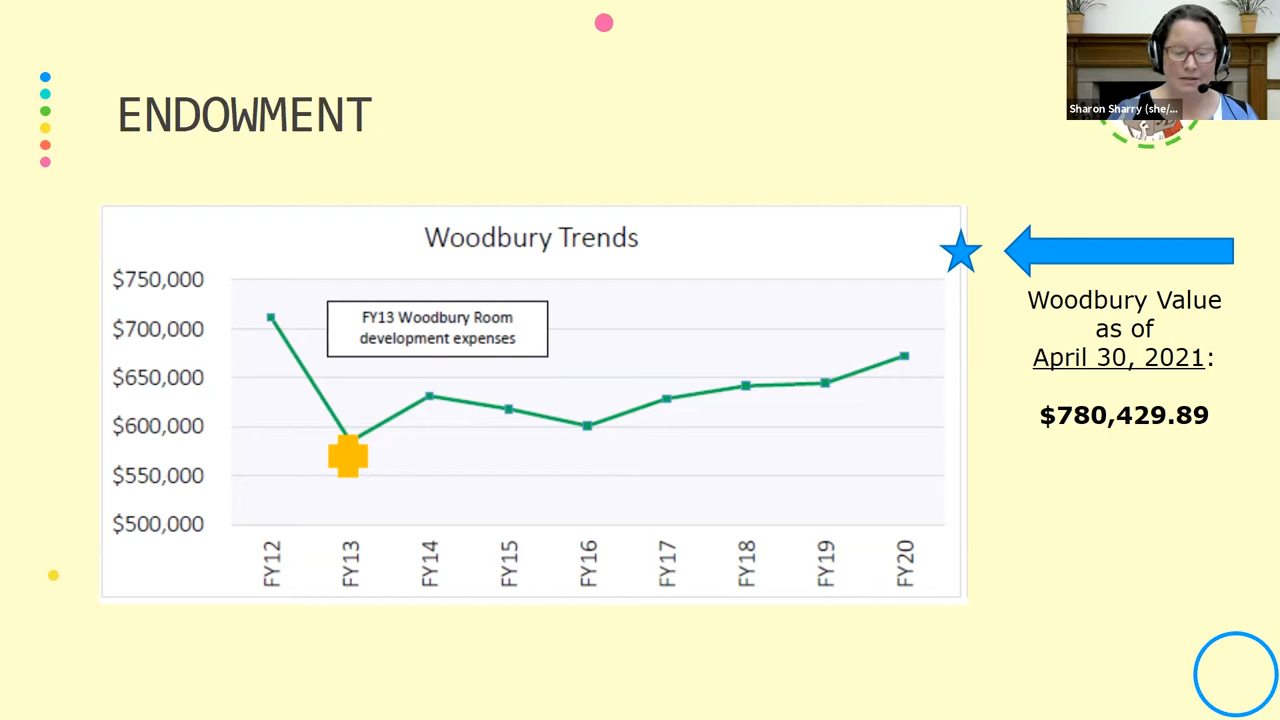 Sharon Sharry (she/...
ENDOWMENT
Woodbury Trends
$750,000
$700,000
$650,000
$600,000
$550,000
$500,000
FY13 Woodbury Room
development expenses
FY12
FY13
FY14
FY15
FY16
FY17
FY18
FY19
FY20
Woodbury Value
as of
April 30, 2021:
$780,429.89